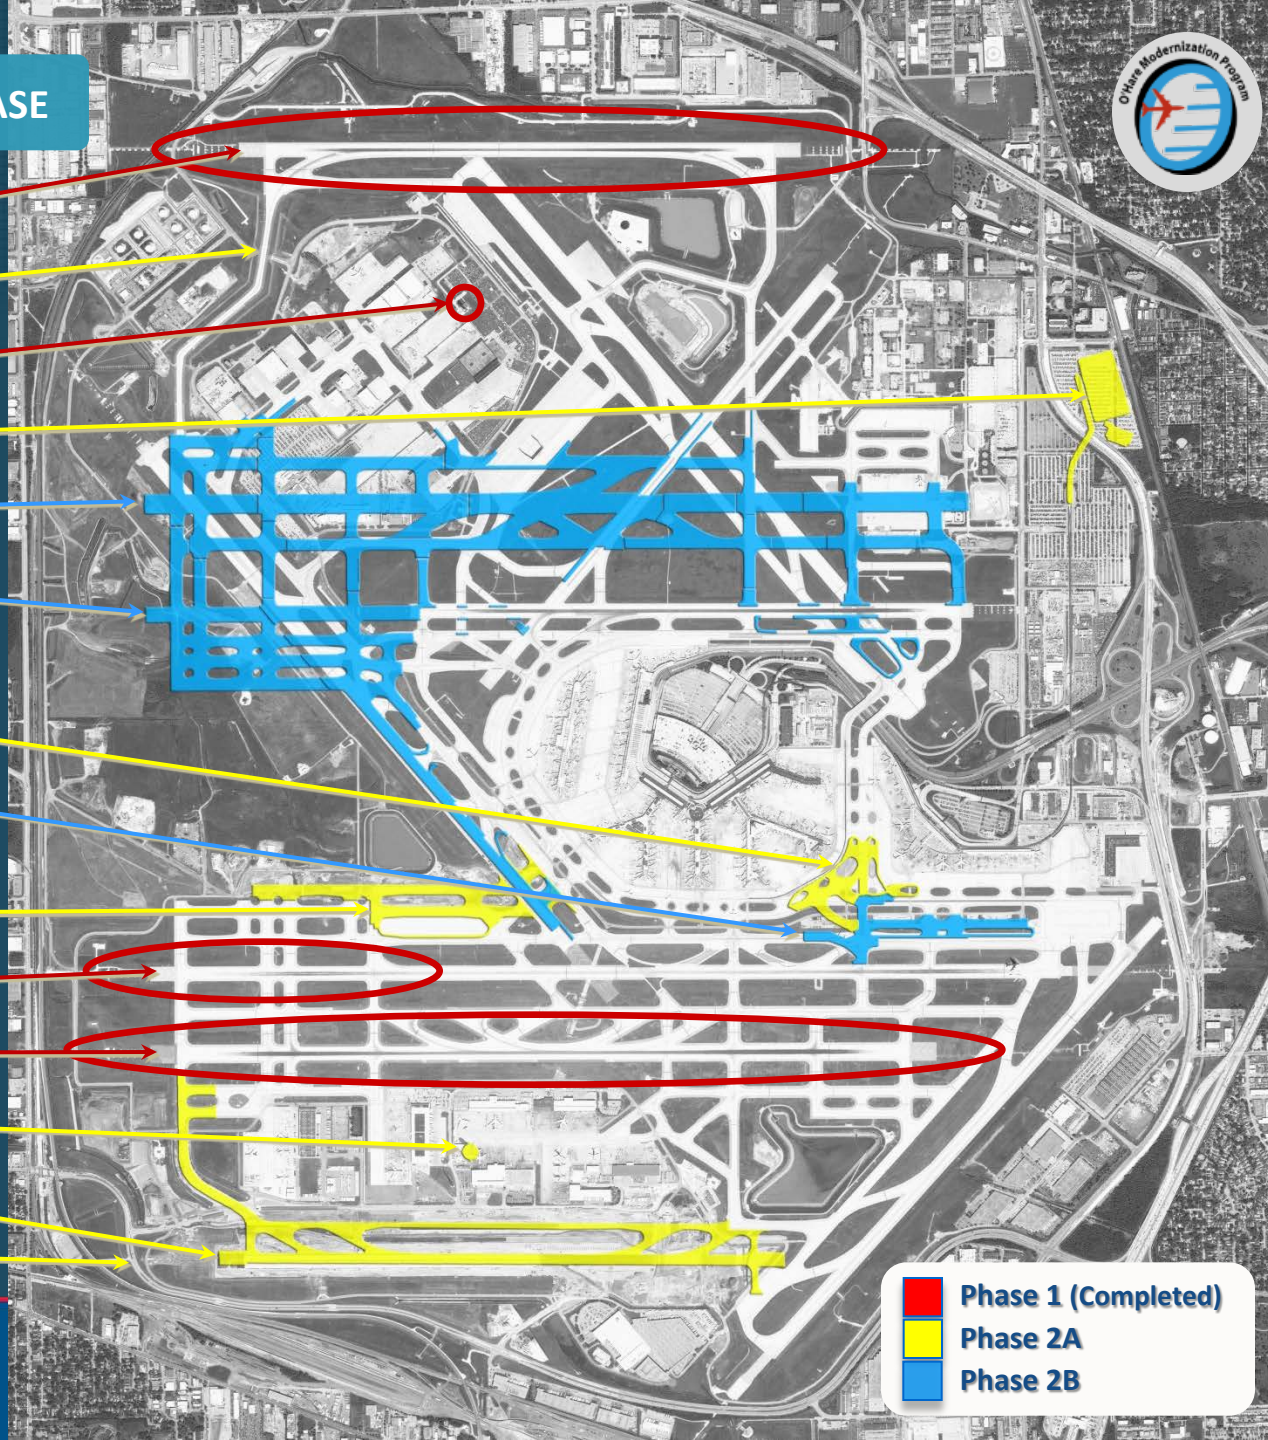 ASE
O'Hare Modernization Program
Phase 1 (Completed)
Phase 2A
Phase 2B